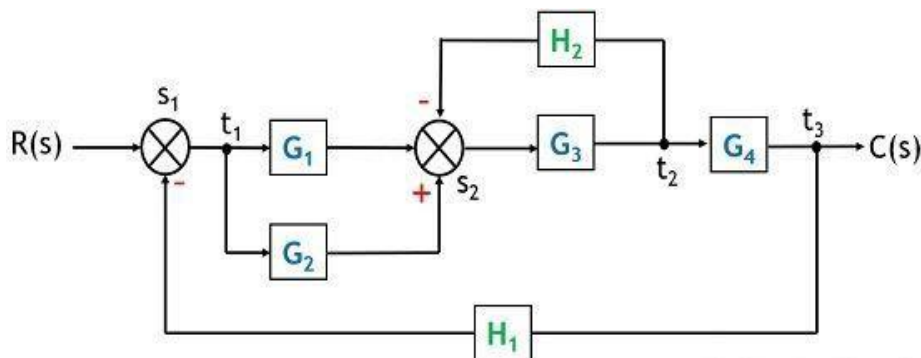 H₂
s₁
-
R(s)
t₁
G₁
G₃
t₂
G₄
t₃
C(s)
-
+
s₂
G₂
H₁